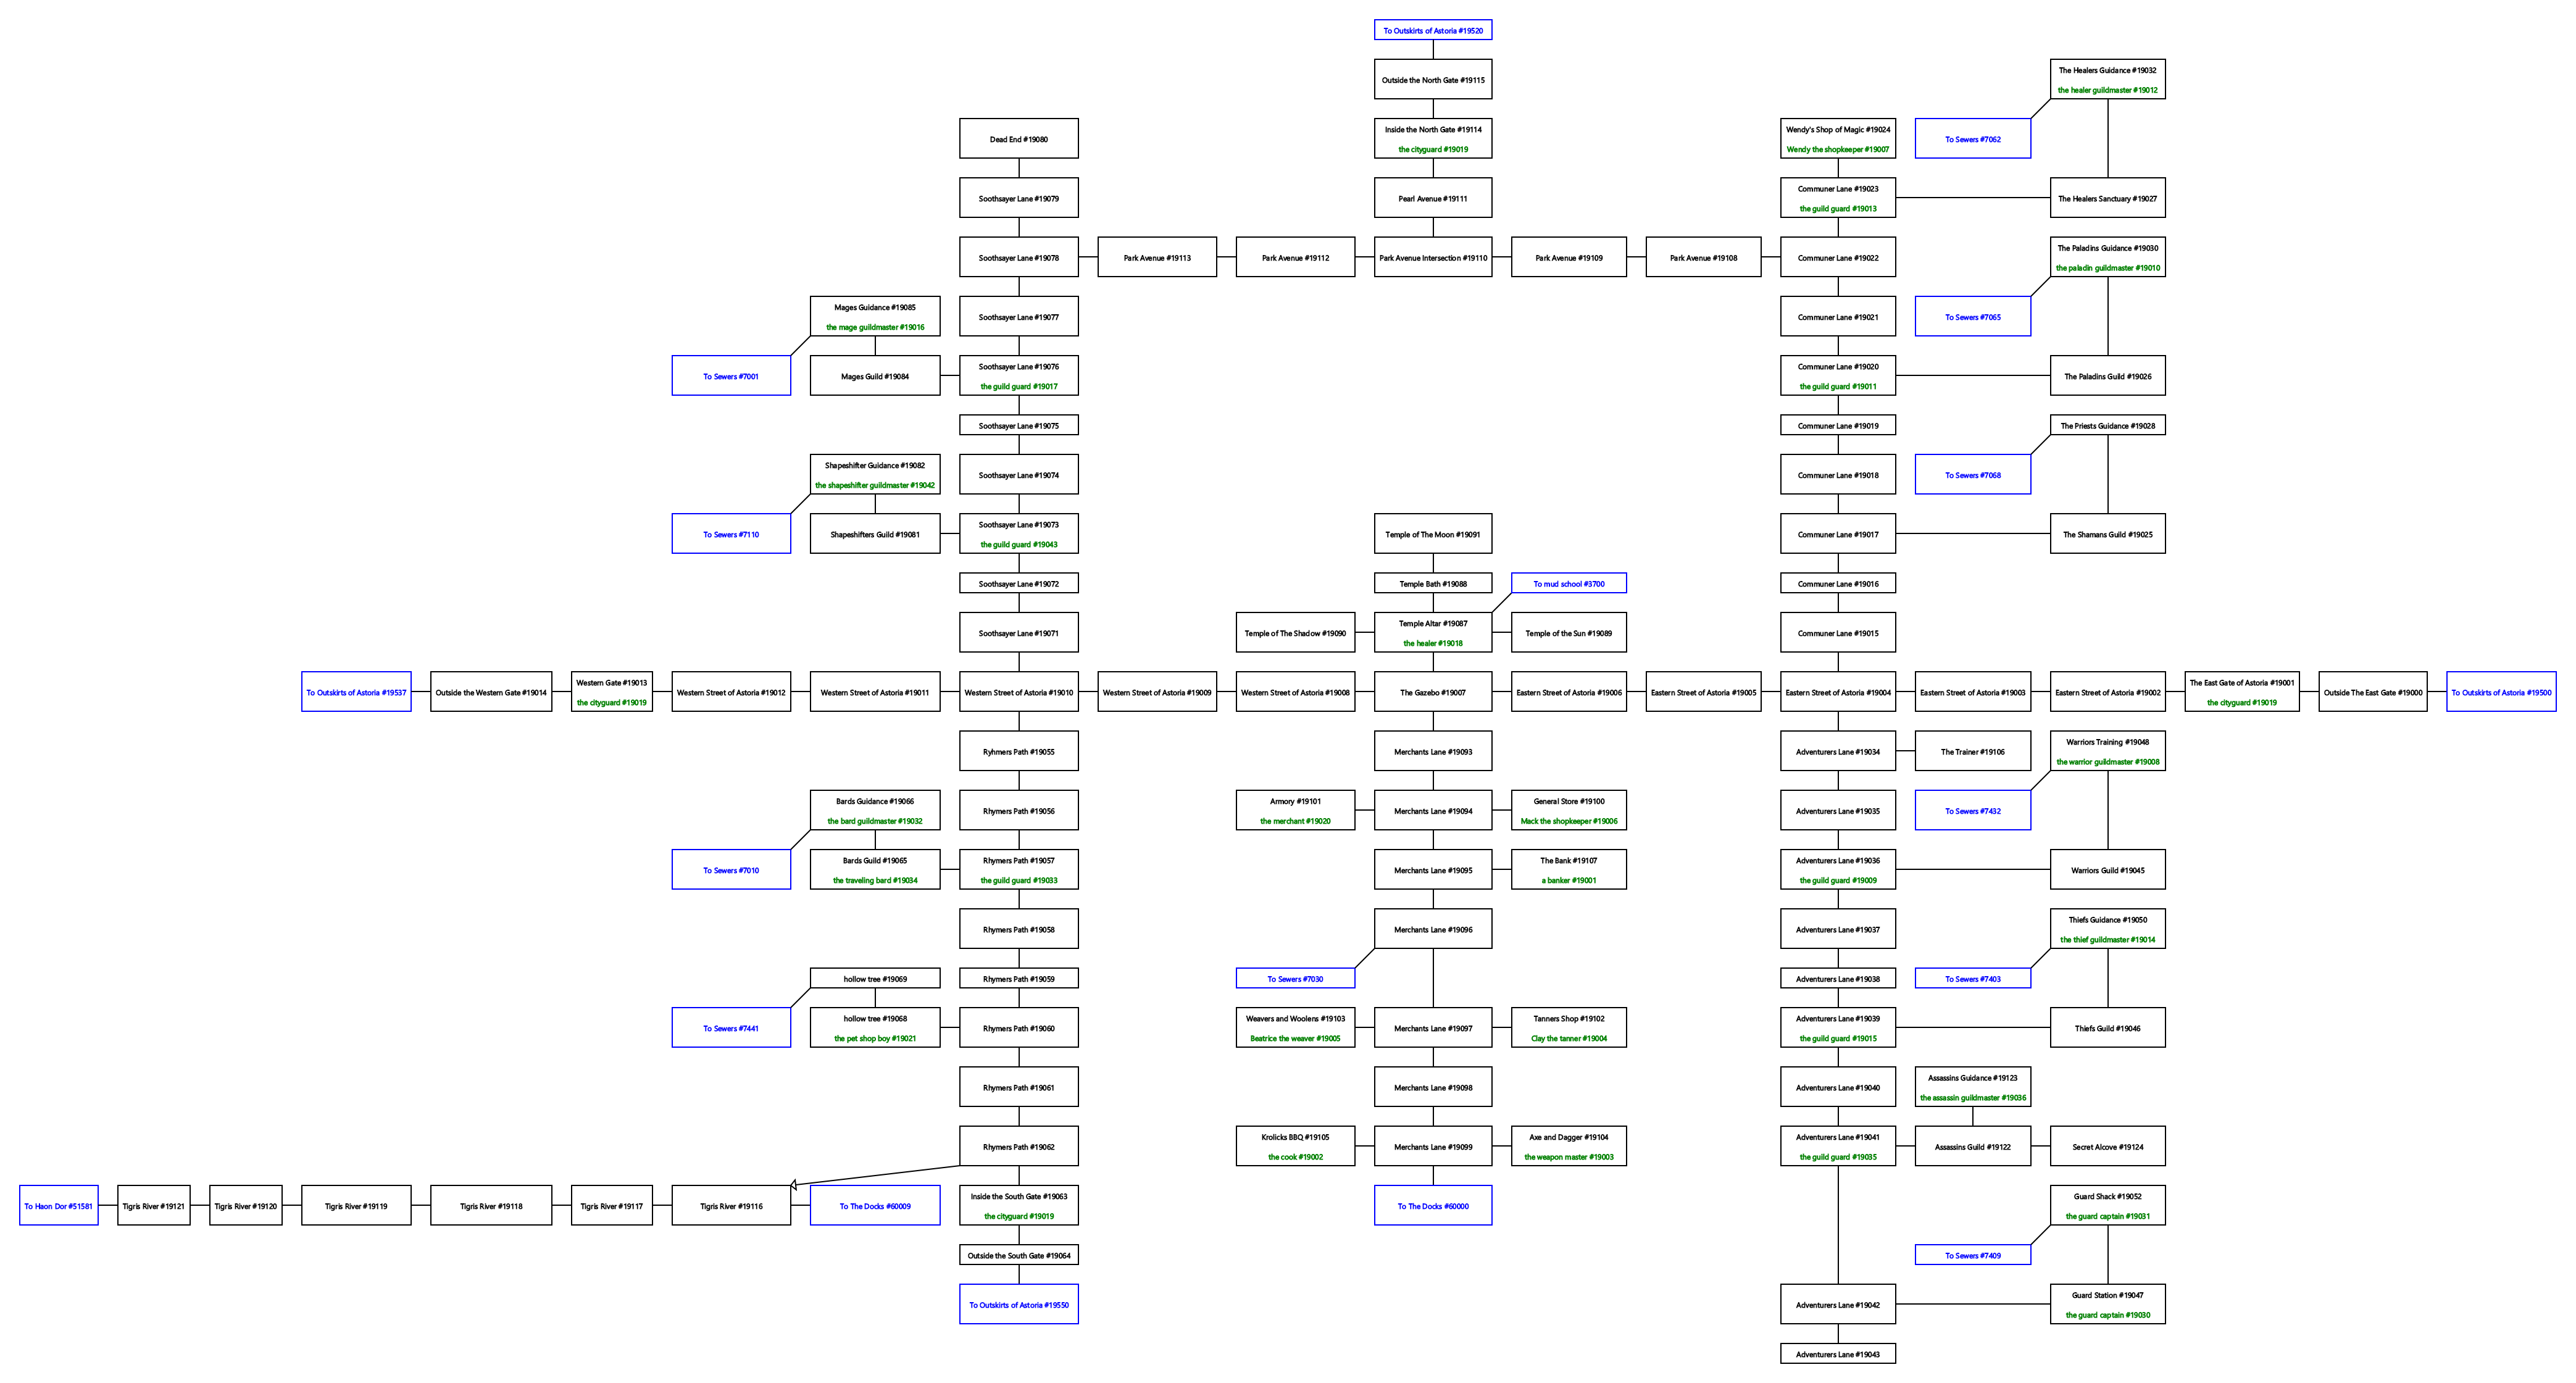 To Outskirts of Astoria #19520
Outside the North Gate #19115
The Healers Guidance #19032
the healer guildmaster #19012
Dead End #19080
Inside the North Gate #19114
the cityguard #19019
Wendy's Shop of Magic #19024
Wendy the shopkeeper #19007
To Sewers #7062
Soothsayer Lane #19079
Pearl Avenue #19111
Communer Lane #19023
the guild guard #19013
The Healers Sanctuary #19027
Soothsayer Lane #19078
Park Avenue #19113
Park Avenue #19112
Park Avenue Intersection #19110
Park Avenue #19109
Park Avenue #19108
Communer Lane #19022
The Paladins Guidance #19030
the paladin guildmaster #19010
Mages Guidance #19085
the mage guildmaster #19016
Soothsayer Lane #19077
Communer Lane #19021
To Sewers #7065
To Sewers #7001
Mages Guild #19084
Soothsayer Lane #19076
the guild guard #19017
Communer Lane #19020
the guild guard #19011
The Paladins Guild #19026
Soothsayer Lane #19075
Communer Lane #19019
The Priests Guidance #19028
Shapeshifter Guidance #19082
the shapeshifter guildmaster #19042
Soothsayer Lane #19074
Communer Lane #19018
To Sewers #7068
To Sewers #7110
Shapeshifters Guild #19081
Soothsayer Lane #19073
the guild guard #19043
Temple of The Moon #19091
Communer Lane #19017
The Shamans Guild #19025
Soothsayer Lane #19072
Temple Bath #19088
To mud school #3700
Communer Lane #19016
Soothsayer Lane #19071
Temple of The Shadow #19090
Temple Altar #19087
the healer #19018
Temple of the Sun #19089
Communer Lane #19015
To Outskirts of Astoria #19537
Outside the Western Gate #19014
Western Gate #19013
the cityguard #19019
Western Street of Astoria #19012
Western Street of Astoria #19011
Western Street of Astoria #19010
Western Street of Astoria #19009
Western Street of Astoria #19008
The Gazebo #19007
Eastern Street of Astoria #19006
Eastern Street of Astoria #19005
Eastern Street of Astoria #19004
Eastern Street of Astoria #19003
Eastern Street of Astoria #19002
The East Gate of Astoria #19001
the cityguard #19019
Outside The East Gate #19000
To Outskirts of Astoria #19500
Ryhmers Path #19055
Merchants Lane #19093
Adventurers Lane #19034
The Trainer #19106
Warriors Training #19048
the warrior guildmaster #19008
Bards Guidance #19066
the bard guildmaster #19032
Rhymers Path #19056
Armory #19101
the merchant #19020
Merchants Lane #19094
General Store #19100
Mack the shopkeeper #19006
Adventurers Lane #19035
To Sewers #7432
To Sewers #7010
Bards Guild #19065
the traveling bard #19034
Rhymers Path #19057
the guild guard #19033
Merchants Lane #19095
The Bank #19107
a banker #19001
Adventurers Lane #19036
the guild guard #19009
Warriors Guild #19045
Rhymers Path #19058
Merchants Lane #19096
Adventurers Lane #19037
Thiefs Guidance #19050
the thief guildmaster #19014
hollow tree #19069
Rhymers Path #19059
To Sewers #7030
Adventurers Lane #19038
To Sewers #7403
To Sewers #7441
hollow tree #19068
the pet shop boy #19021
Rhymers Path #19060
Weavers and Woolens #19103
Beatrice the weaver #19005
Merchants Lane #19097
Tanners Shop #19102
Clay the tanner #19004
Adventurers Lane #19039
the guild guard #19015
Thiefs Guild #19046
Rhymers Path #19061
Merchants Lane #19098
Adventurers Lane #19040
Assassins Guidance #19123
the assassin guildmaster #19036
Rhymers Path #19062
Krolicks BBQ #19105
the cook #19002
Merchants Lane #19099
Axe and Dagger #19104
the weapon master #19003
Adventurers Lane #19041
the guild guard #19035
Assassins Guild #19122
Secret Alcove #19124
To Haon Dor #51581
Tigris River #19121
Tigris River #19120
Tigris River #19119
Tigris River #19118
Tigris River #19117
Tigris River #19116
To The Docks #60009
Inside the South Gate #19063
the cityguard #19019
To The Docks #60000
Guard Shack #19052
the guard captain #19031
Outside the South Gate #19064
To Sewers #7409
To Outskirts of Astoria #19550
Adventurers Lane #19042
Guard Station #19047
the guard captain #19030
Adventurers Lane #19043